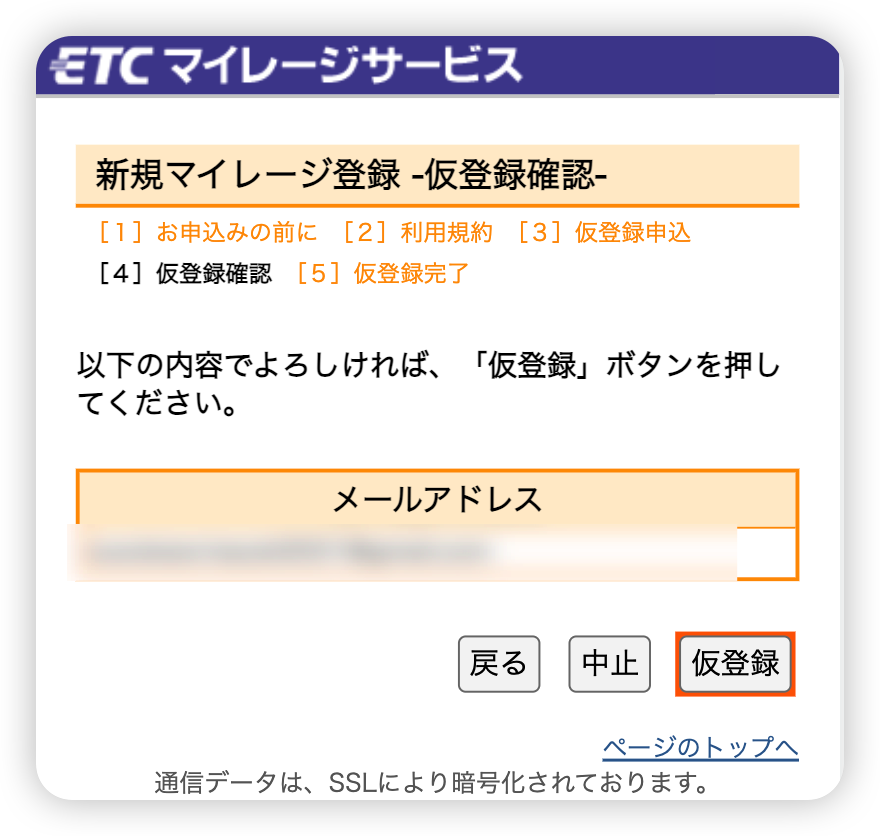 ETC マイレージサービス
新規マイレージ登録 -仮登録確認-
［1］お申込みの前に ［2］利用規約 ［3］仮登録申込
［4］仮登録確認 ［5］仮登録完了
以下の内容でよろしければ、「仮登録」ボタンを押し
てください。
メールアドレス
戻る 中止 仮登録
ページのトップへ
通信データは、SSLにより暗号化されております。